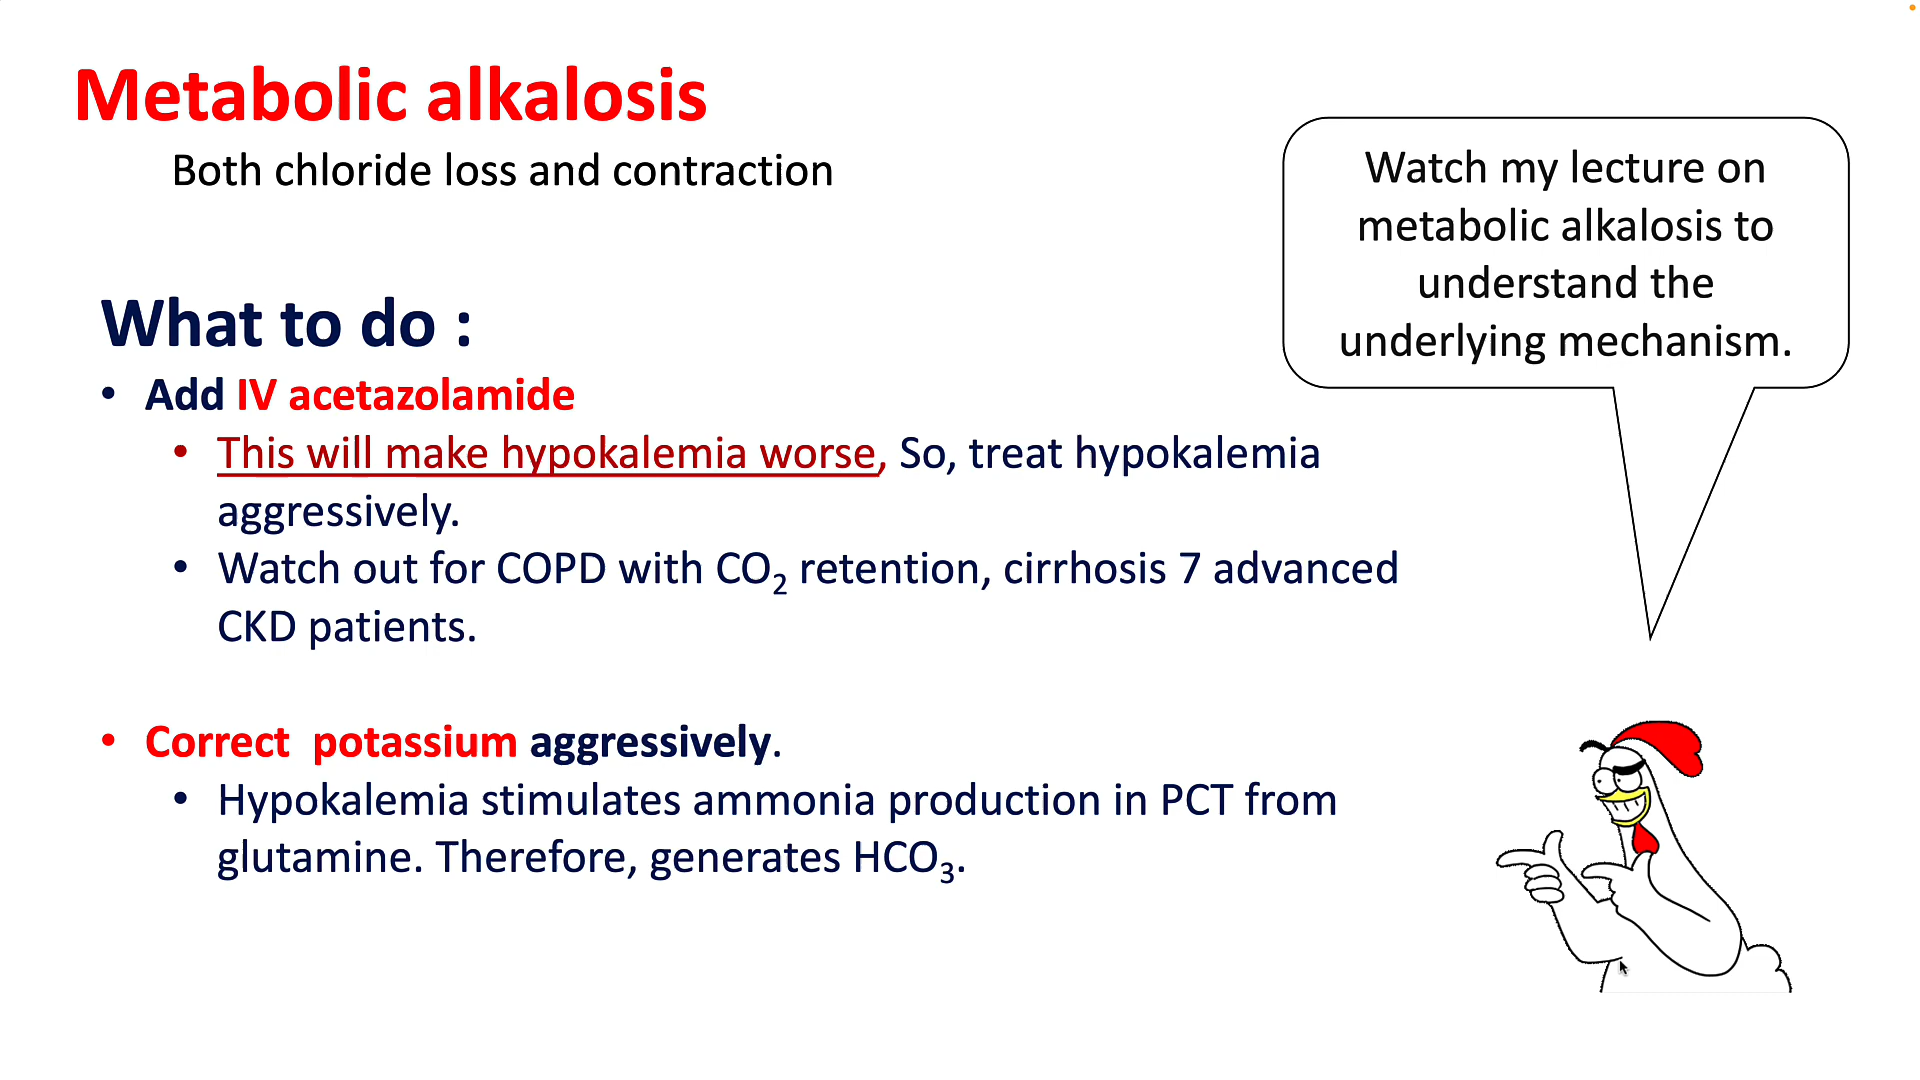 Metabolic alkalosis
Both chloride loss and contraction
Watch my lecture on
metabolic alkalosis to
understand the
underlying mechanism.
What to do :
• Add IV acetazolamide
• This will make hypokalemia worse, So, treat hypokalemia
aggressively.
• Watch out for COPD with CO₂ retention, cirrhosis 7 advanced
CKD patients.
• Correct  potassium aggressively.
• Hypokalemia stimulates ammonia production in PCT from
glutamine. Therefore, generates HCO₃.